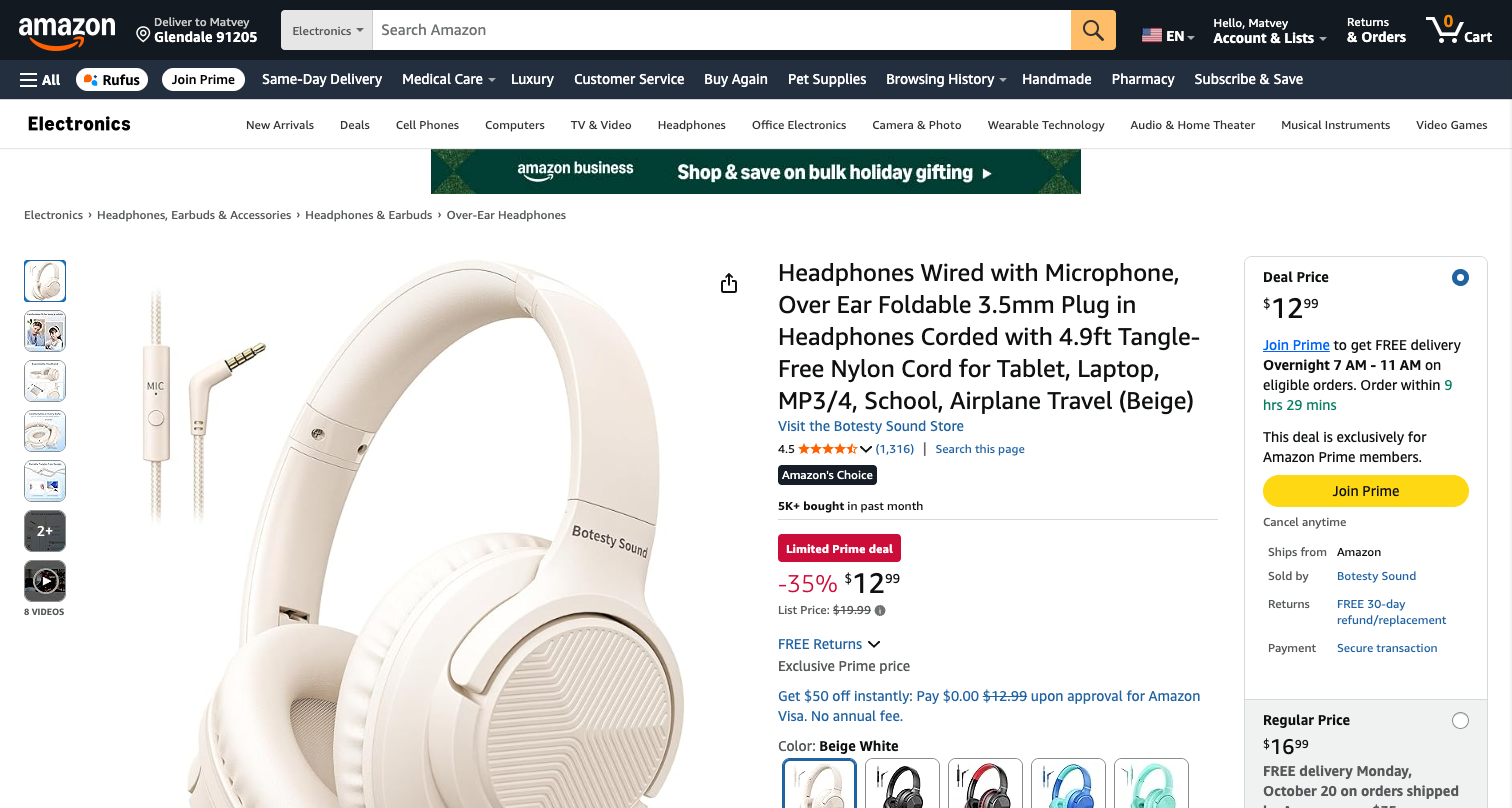 amazon
Deliver to Matvey
Glendale 91205
Electronics
Search Amazon
EN
Hello, Matvey
Account & Lists
Returns
& Orders
0
Cart
All
Rufus
Join Prime
Same-Day Delivery
Medical Care
Luxury
Customer Service
Buy Again
Pet Supplies
Browsing History
Handmade
Pharmacy
Subscribe & Save
Electronics
New Arrivals
Deals
Cell Phones
Computers
TV & Video
Headphones
Office Electronics
Camera & Photo
Wearable Technology
Audio & Home Theater
Musical Instruments
Video Games
amazon business
Shop & save on bulk holiday gifting ▸
Electronics › Headphones, Earbuds & Accessories › Headphones & Earbuds › Over-Ear Headphones
2+
8 VIDEOS
MIC
Botesty Sound
Headphones Wired with Microphone,
Over Ear Foldable 3.5mm Plug in
Headphones Corded with 4.9ft Tangle-
Free Nylon Cord for Tablet, Laptop,
MP3/4, School, Airplane Travel (Beige)
Visit the Botesty Sound Store
4.5 (1,316) | Search this page
Amazon's Choice
5K+ bought in past month
Limited Prime deal
-35% $12.99
List Price: $19.99
FREE Returns
Exclusive Prime price
Get $50 off instantly: Pay $0.00 $12.99 upon approval for Amazon
Visa. No annual fee.
Color: Beige White
Deal Price
$12.99
Join Prime to get FREE delivery
Overnight 7 AM - 11 AM on
eligible orders. Order within 9
hrs 29 mins
This deal is exclusively for
Amazon Prime members.
Join Prime
Cancel anytime
Ships from Amazon
Sold by Botesty Sound
Returns FREE 30-day
refund/replacement
Payment Secure transaction
Regular Price
$16.99
FREE delivery Monday,
October 20 on orders shipped